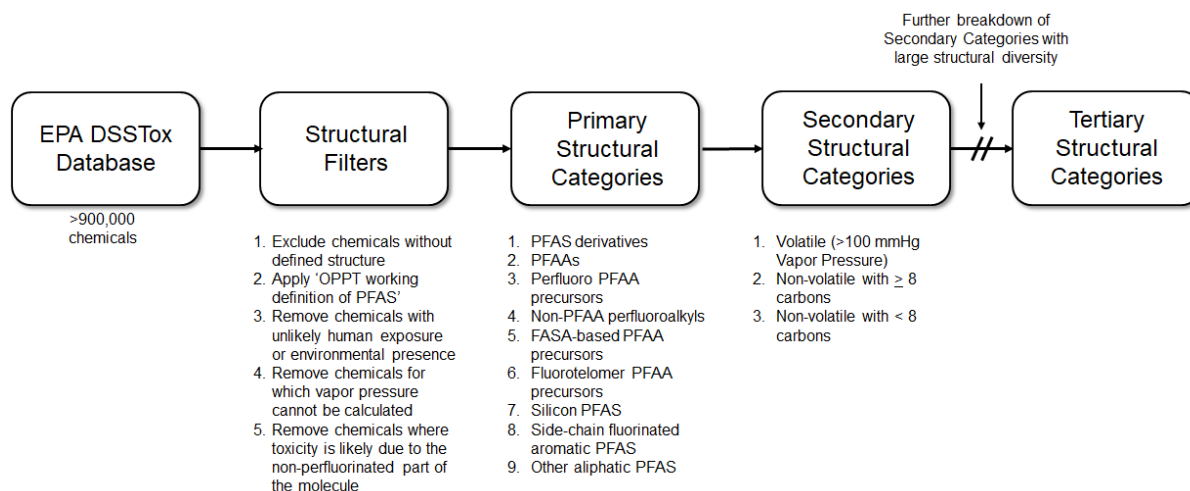 Further breakdown of
Secondary Categories with
large structural diversity
EPA DSSTox
Database
>900,000
chemicals
Structural
Filters
1. Exclude chemicals without
defined structure
2. Apply ‘OPPT working
definition of PFAS’
3. Remove chemicals with
unlikely human exposure
or environmental presence
4. Remove chemicals for
which vapor pressure
cannot be calculated
5. Remove chemicals where
toxicity is likely due to the
non-perfluorinated part of
the molecule
Primary
Structural
Categories
1. PFAS derivatives
2. PFAAs
3. Perfluoro PFAA
precursors
4. Non-PFAA perfluoroalkyls
5. FASA-based PFAA
precursors
6. Fluorotelomer PFAA
precursors
7. Silicon PFAS
8. Side-chain fluorinated
aromatic PFAS
9. Other aliphatic PFAS
Secondary
Structural
Categories
1. Volatile (>100 mmHg
Vapor Pressure)
2. Non-volatile with ≥ 8
carbons
3. Non-volatile with < 8
carbons
Tertiary
Structural
Categories